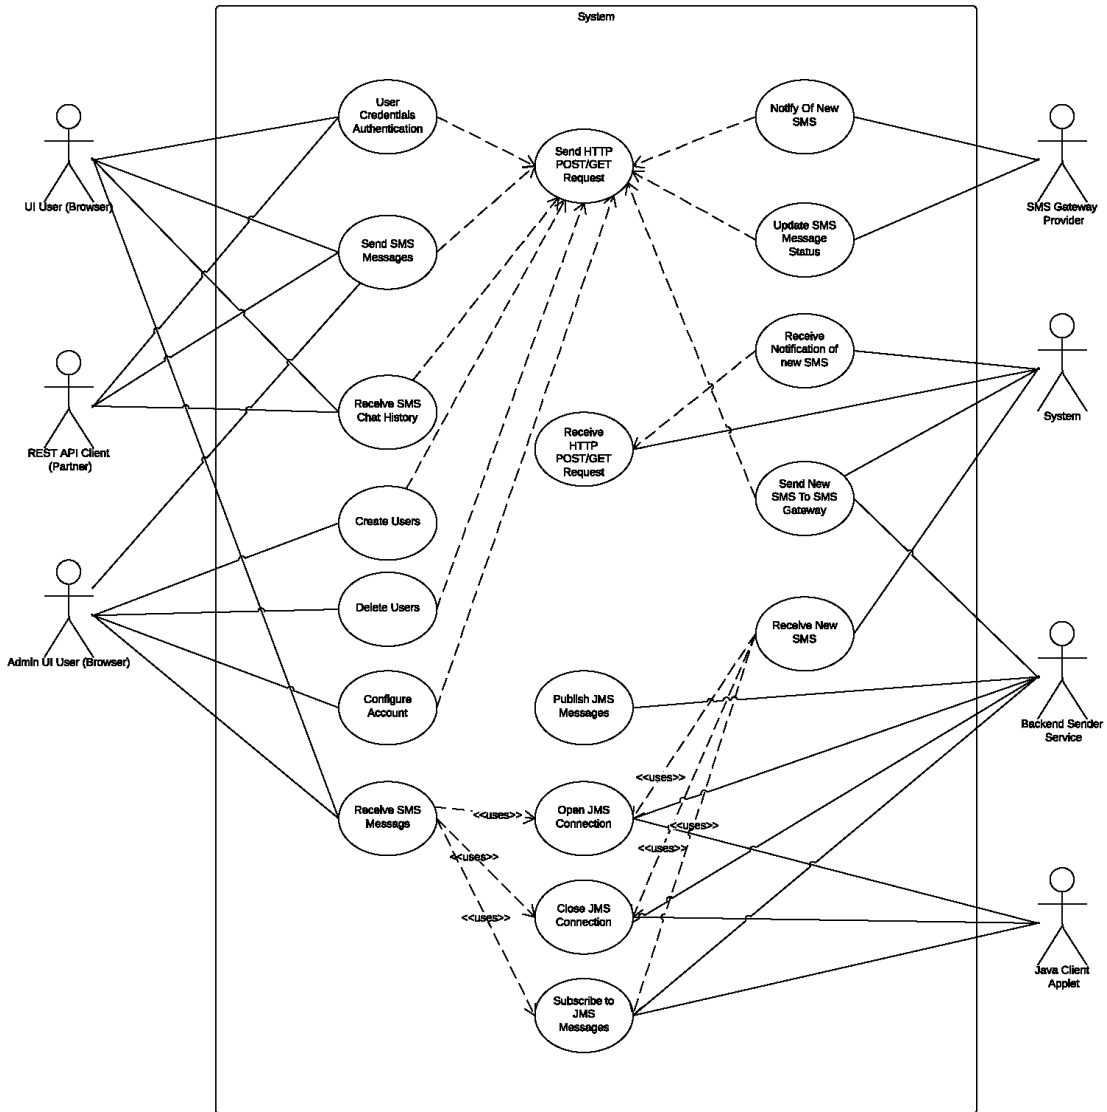 System
User
Credentials
Authentication
Notify Of New
SMS
Send HTTP
POST/GET
Request
UI User (Browser)
SMS Gateway
Provider
Send SMS
Messages
Update SMS
Message
Status
Receive
Notification of
new SMS
Receive SMS
Chat History
System
REST API Client
(Partner)
Receive
HTTP
POST/GET
Request
Send New
SMS To SMS
Gateway
Create Users
Delete Users
Receive New
SMS
Admin UI User (Browser)
Configure
Account
Publish JMS
Messages
Backend Sender
Service
<<uses>>
Receive SMS
Messags
<<uses>>
Open JMS
Connection
<<uses>>
<<uses>>
<<uses>>
Close JMS
Connection
<<uses>>
Java Client
Applet
Subscribe to
JMS
Messages